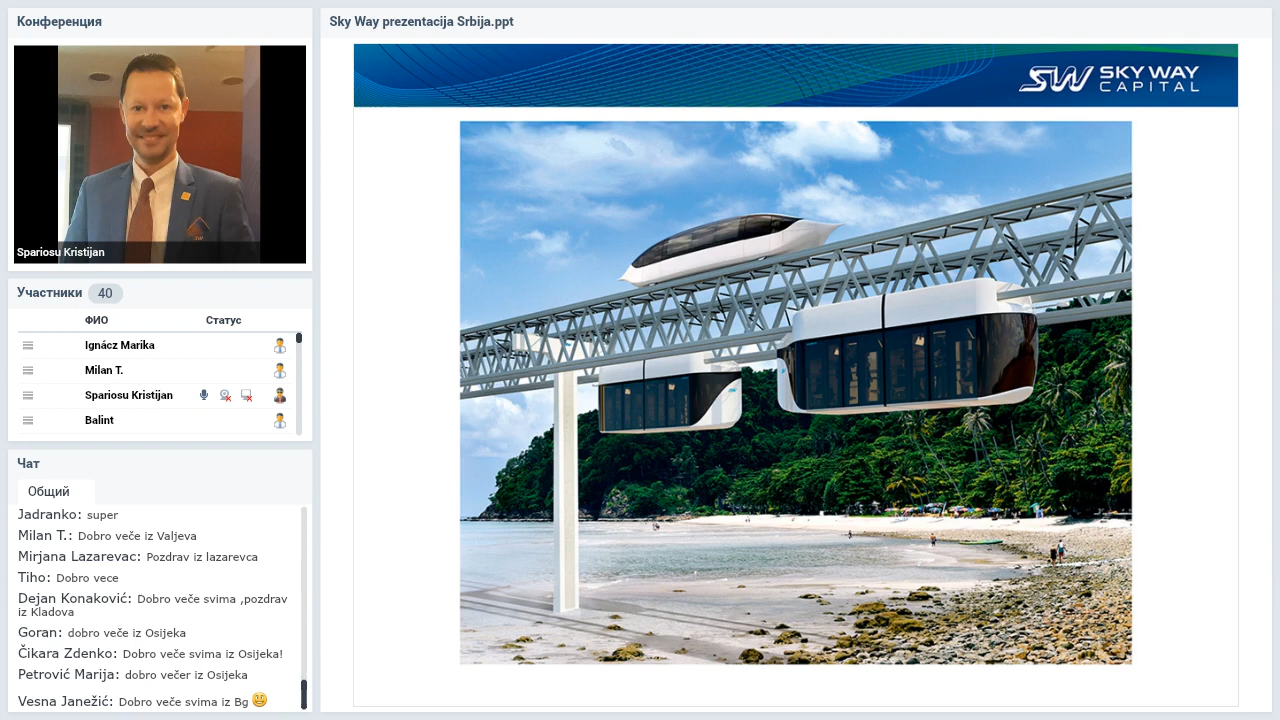 Конференция
Spariosu Kristijan
Участники 40
ФИО Статус
Ignácz Marika
Milan T.
Spariosu Kristijan
Balint
Чат
Общий
Jadranko: super
Milan T.: Dobro veče iz Valjeva
Mirjana Lazarevac: Pozdrav iz lazarevca
Tiho: Dobro vece
Dejan Konaković: Dobro veče svima ,pozdrav
iz Kladova
Goran: dobro veče iz Osijeka
Čikara Zdenko: Dobro veče svima iz Osijeka!
Petrović Marija: dobro večer iz Osijeka
Vesna Janežić: Dobro veče svima iz Bg
Sky Way prezentacija Srbija.ppt
SW SKY WAY
CAPITAL